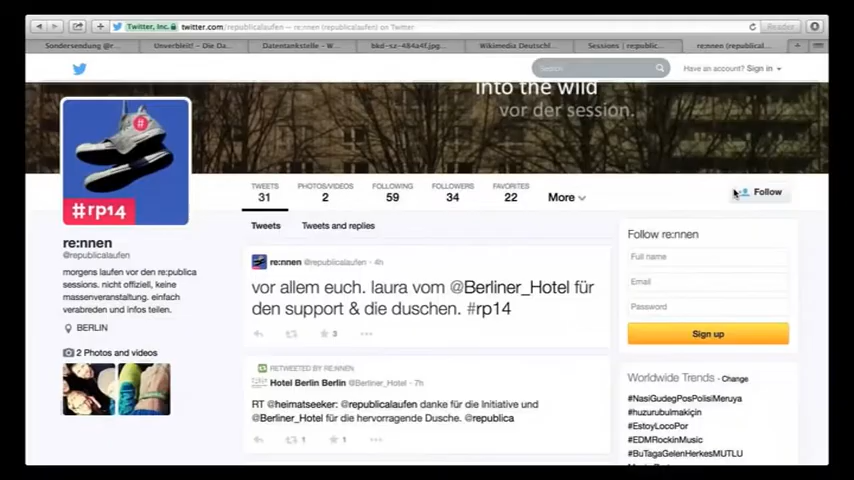 Twitter, Inc.
twitter.com/republicalaufen — re:nnen (republicalaufen) on Twitter
Reader
Sondersendung @r...
Unverbleit! – Die Da...
Datentankstelle - W...
bkd-sz-484a4f.jpg...
Wikimedia Deutschl...
Sessions | re:public...
re:nnen (republical...
Search
Have an account? Sign in
into the wild
vor der session.
#
#rp14
TWEETS
31
PHOTOS/VIDEOS
2
FOLLOWING
59
FOLLOWERS
34
FAVORITES
22
More
Follow
re:nnen
@republicalaufen
morgens laufen vor den re:publica
sessions. nicht offiziell, keine
massenveranstaltung. einfach
verabreden und infos teilen.
BERLIN
2 Photos and videos
Tweets
Tweets and replies
re:nnen @republicalaufen · 4h
vor allem euch. laura vom @Berliner_Hotel für
den support & die duschen. #rp14
3
RETWEETED BY RE:NNEN
Hotel Berlin Berlin @Berliner_Hotel · 7h
RT @heimatseeker: @republicalaufen danke für die Initiative und
@Berliner_Hotel für die hervorragende Dusche. @republica
1
1
Follow re:nnen
Full name
Email
Password
Sign up
Worldwide Trends · Change
#NasiGudegPosPolisiMeruya
#huzurubulmakiçin
#EstoyLocoPor
#EDMRockinMusic
#BuTagaGelenHerkesMUTLU